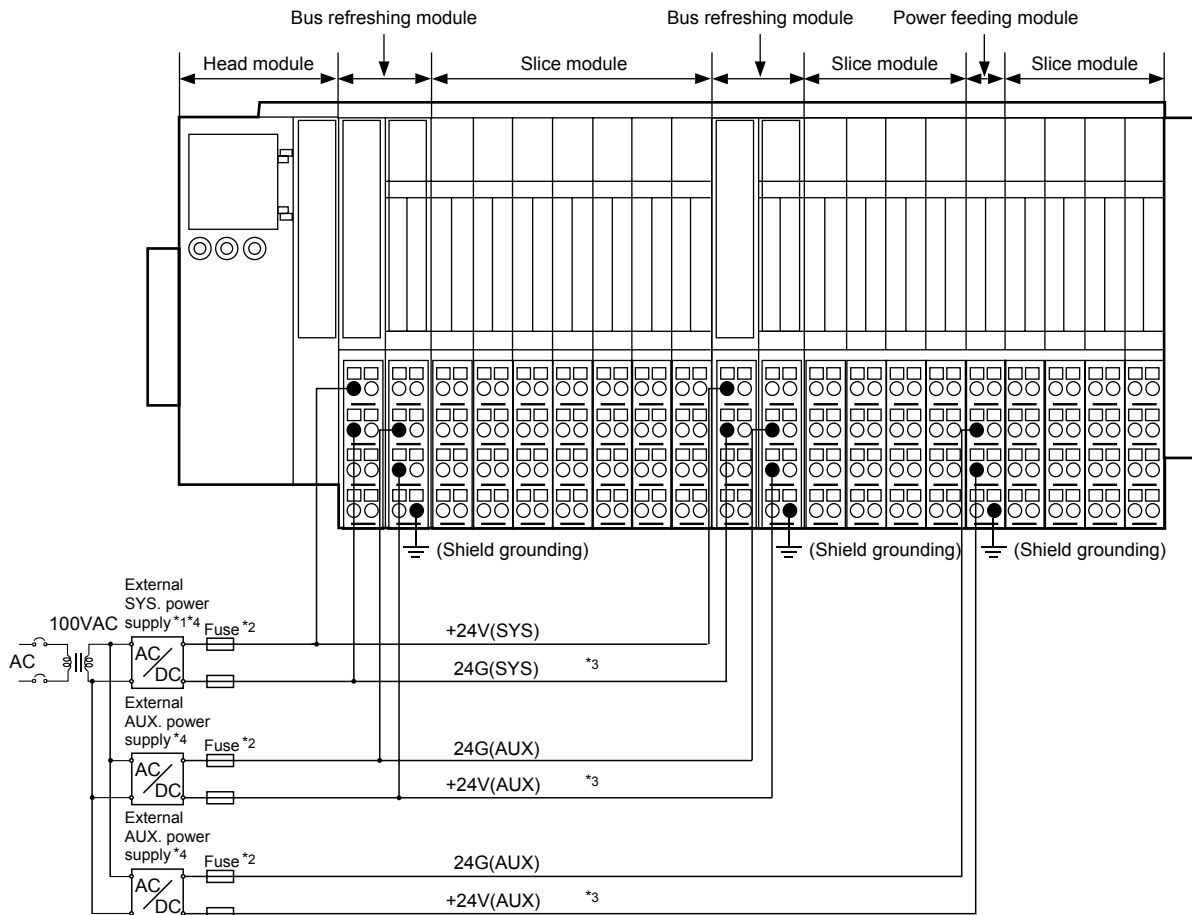 Bus refreshing module
Bus refreshing module
Power feeding module
Head module
Slice module
Slice module
Slice module
(Shield grounding)
(Shield grounding)
(Shield grounding)
External
SYS. power
supply *1*4
100VAC
Fuse *2
+24V(SYS)
AC
AC
DC
24G(SYS) *3
External
AUX. power
supply *4
Fuse *2
24G(AUX)
AC
DC
+24V(AUX) *3
External
AUX. power
supply *4
Fuse *2
24G(AUX)
AC
DC
+24V(AUX) *3